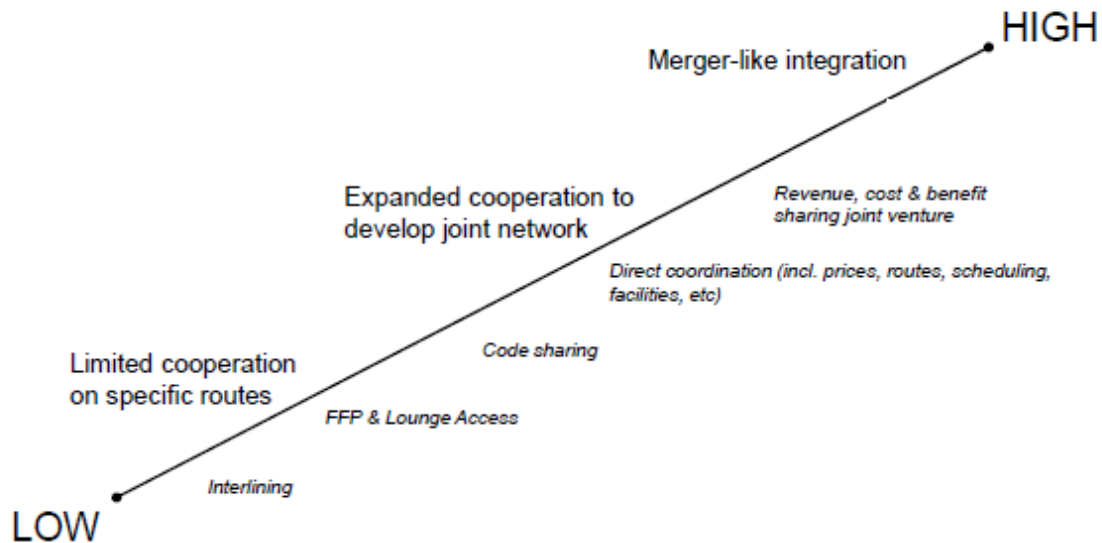 HIGH
Merger-like integration
Revenue, cost & benefit
sharing joint venture
Expanded cooperation to
develop joint network
Direct coordination (incl. prices, routes, scheduling,
facilities, etc)
Code sharing
Limited cooperation
on specific routes
FFP & Lounge Access
Interlining
LOW